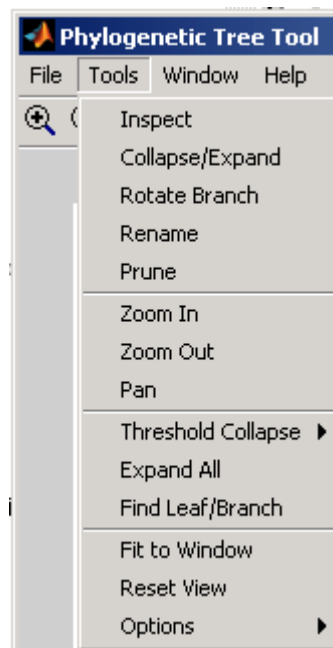 Phylogenetic Tree Tool
File Tools Window Help
Inspect
Collapse/Expand
Rotate Branch
Rename
Prune
Zoom In
Zoom Out
Pan
Threshold Collapse
Expand All
Find Leaf/Branch
Fit to Window
Reset View
Options